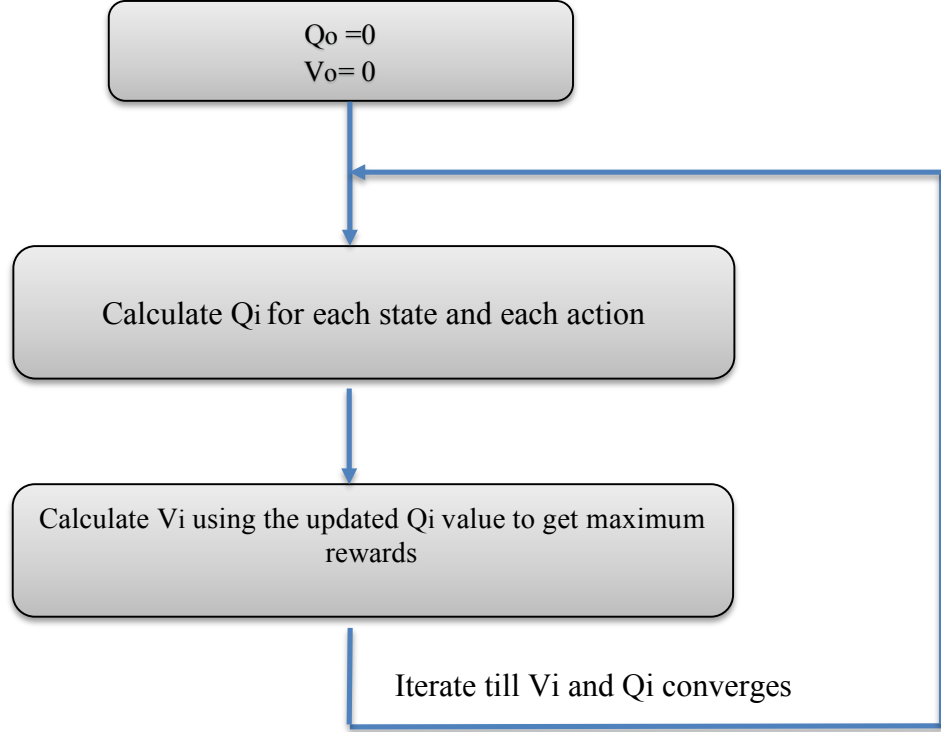 Qo =0
Vo= 0
Calculate Qi for each state and each action
Calculate Vi using the updated Qi value to get maximum
rewards
Iterate till Vi and Qi converges